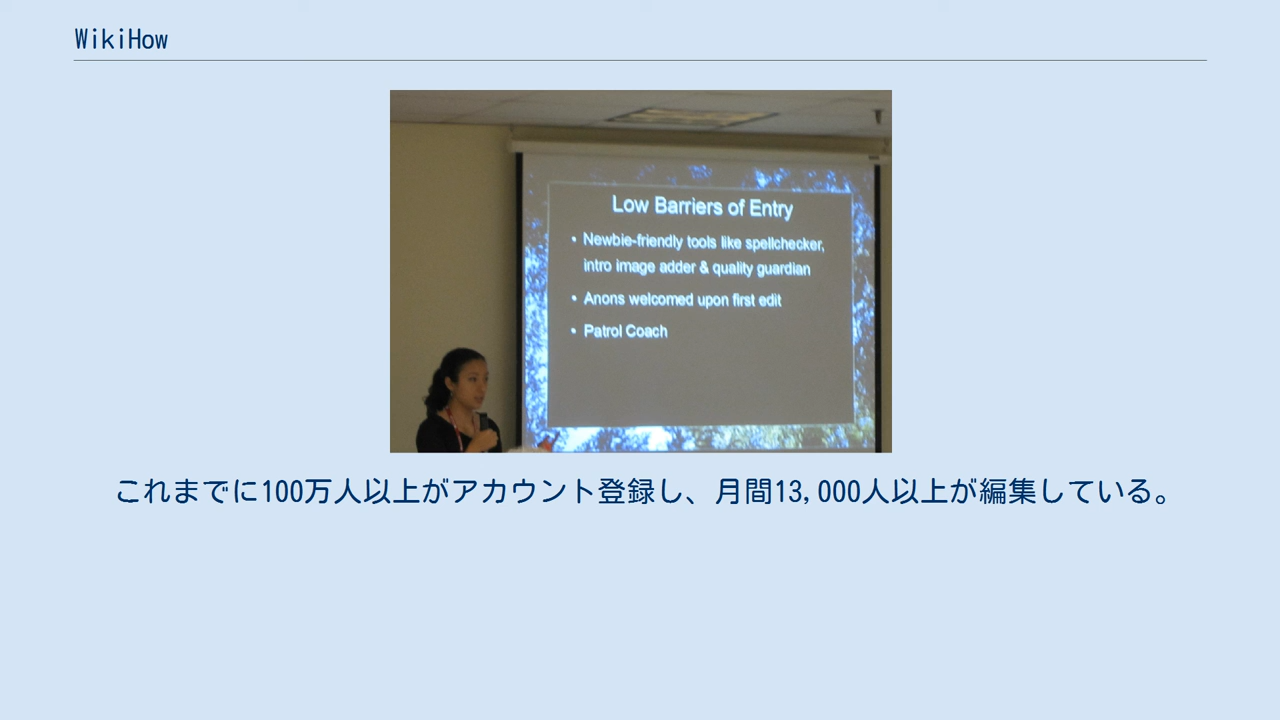 WikiHow
Low Barriers of Entry
• Newbie-friendly tools like spellchecker,
intro image adder & quality guardian
• Anons welcomed upon first edit
• Patrol Coach
これまでに100万人以上がアカウント登録し、月間13,000人以上が編集している。